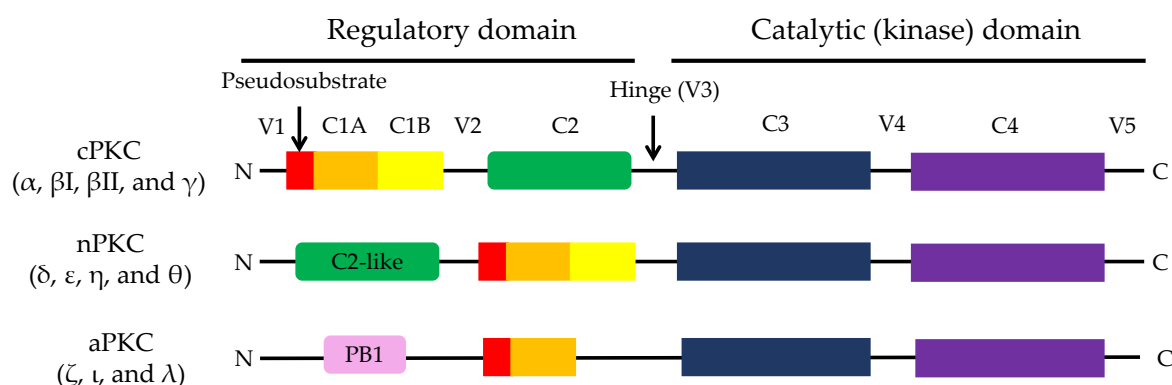 Regulatory domain
Catalytic (kinase) domain
Pseudosubstrate
Hinge (V3)
V1
C1A
C1B
V2
C2
C3
V4
C4
V5
cPKC
(α, βI, βII, and γ)
N
C
nPKC
(δ, ε, η, and θ)
N
C2-like
C
aPKC
(ζ, ι, and λ)
N
PB1
C